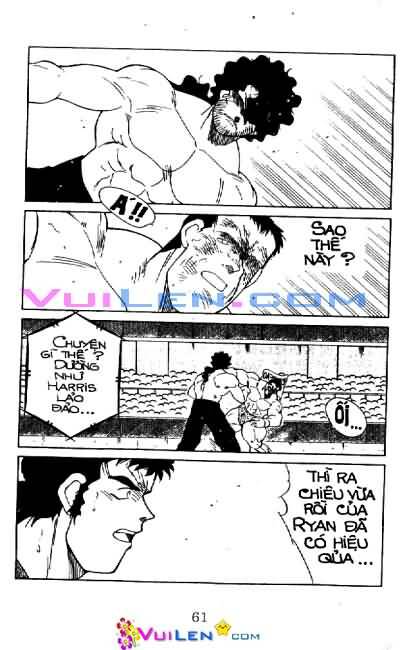 Á!!
SAO
THẾ
NÀY ?
VUILEN.COM
CHUYỆN
GÌ THẾ ?
DƯỜNG
NHƯ
HARRIS
LẢO
ĐẢO...
ỐI...
THÌ RA
CHIÊU VỪA
RỒI CỦA
RYAN ĐÃ
CÓ HIỆU
QỦA...
61
VUILEN.COM